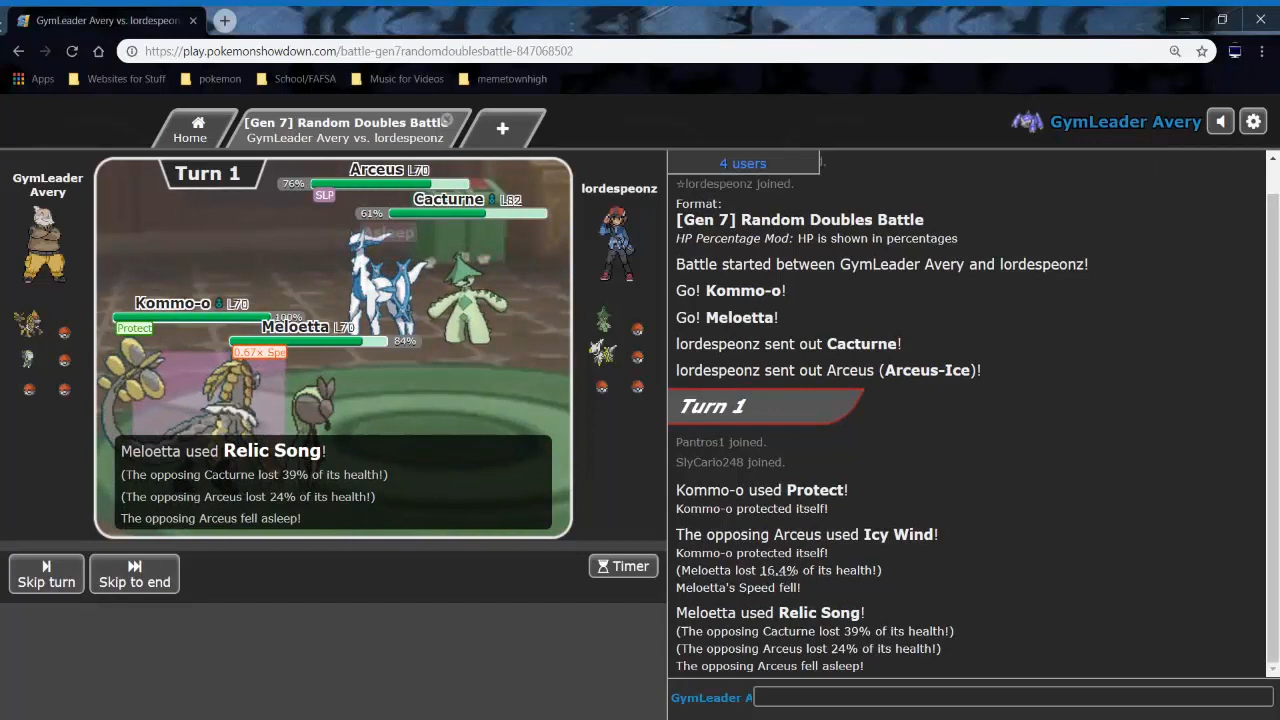 GymLeader Avery vs. lordespeon
https://play.pokemonshowdown.com/battle-gen7randomdoublesbattle-847068502
Apps Websites for Stuff pokemon School/FAFSA Music for Videos memetownhigh
Home
[Gen 7] Random Doubles Battle
GymLeader Avery vs. lordespeonz
GymLeader Avery
GymLeader
Avery
Turn 1
Arceus L70
76%
SLP
Cacturne L82
61%
Asleep
lordespeonz
Kommo-o L70
100%
Protect
Meloetta L70
84%
0.67x Spe
Meloetta used Relic Song!
(The opposing Cacturne lost 39% of its health!)
(The opposing Arceus lost 24% of its health!)
The opposing Arceus fell asleep!
Skip turn
Skip to end
Timer
4 users
☆lordespeonz joined.
Format:
[Gen 7] Random Doubles Battle
HP Percentage Mod: HP is shown in percentages
Battle started between GymLeader Avery and lordespeonz!
Go! Kommo-o!
Go! Meloetta!
lordespeonz sent out Cacturne!
lordespeonz sent out Arceus (Arceus-Ice)!
Turn 1
Pantros1 joined.
SlyCario248 joined.
Kommo-o used Protect!
Kommo-o protected itself!
The opposing Arceus used Icy Wind!
Kommo-o protected itself!
(Meloetta lost 16.4% of its health!)
Meloetta's Speed fell!
Meloetta used Relic Song!
(The opposing Cacturne lost 39% of its health!)
(The opposing Arceus lost 24% of its health!)
The opposing Arceus fell asleep!
GymLeader A